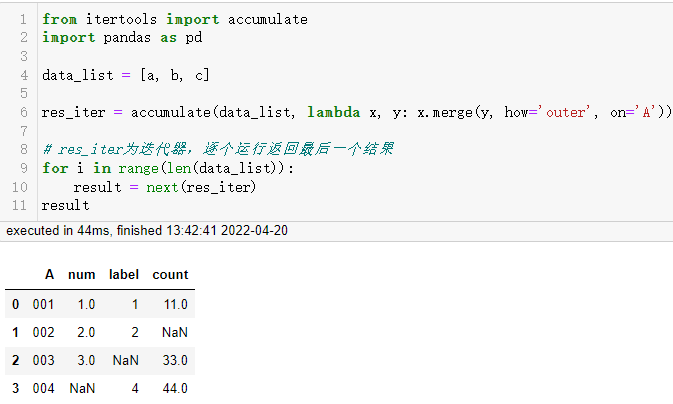 1 from itertools import accumulate
2 import pandas as pd
3
4 data_list = [a, b, c]
5
6 res_iter = accumulate(data_list, lambda x, y: x.merge(y, how='outer', on='A'))
7
8 # res_iter为迭代器，逐个运行返回最后一个结果
9 for i in range(len(data_list)):
10     result = next(res_iter)
11 result
executed in 44ms, finished 13:42:41 2022-04-20
A num label count
0 001 1.0 1 11.0
1 002 2.0 2 NaN
2 003 3.0 NaN 33.0
3 004 NaN 4 44.0